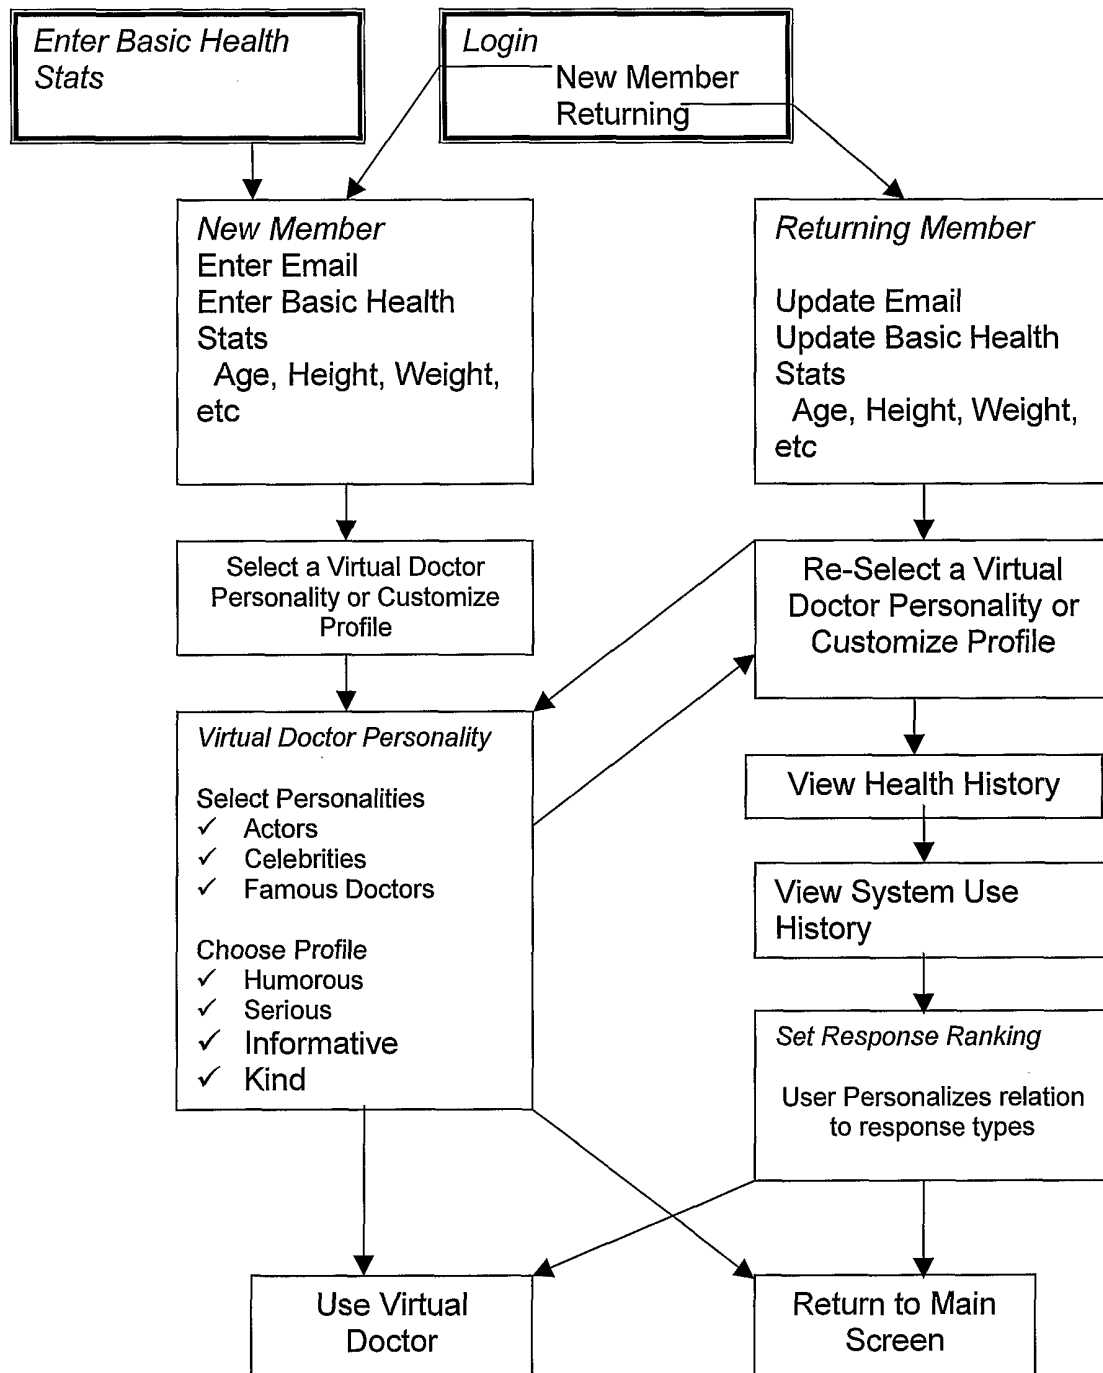 Enter Basic Health
Stats
Login
New Member
Returning
New Member
Enter Email
Enter Basic Health
Stats
Age, Height, Weight,
etc
Returning Member
Update Email
Update Basic Health
Stats
Age, Height, Weight,
etc
Select a Virtual Doctor
Personality or Customize
Profile
Re-Select a Virtual
Doctor Personality or
Customize Profile
Virtual Doctor Personality
Select Personalities
✓ Actors
✓ Celebrities
✓ Famous Doctors
Choose Profile
✓ Humorous
✓ Serious
✓ Informative
✓ Kind
View Health History
View System Use
History
Set Response Ranking
User Personalizes relation
to response types
Use Virtual
Doctor
Return to Main
Screen